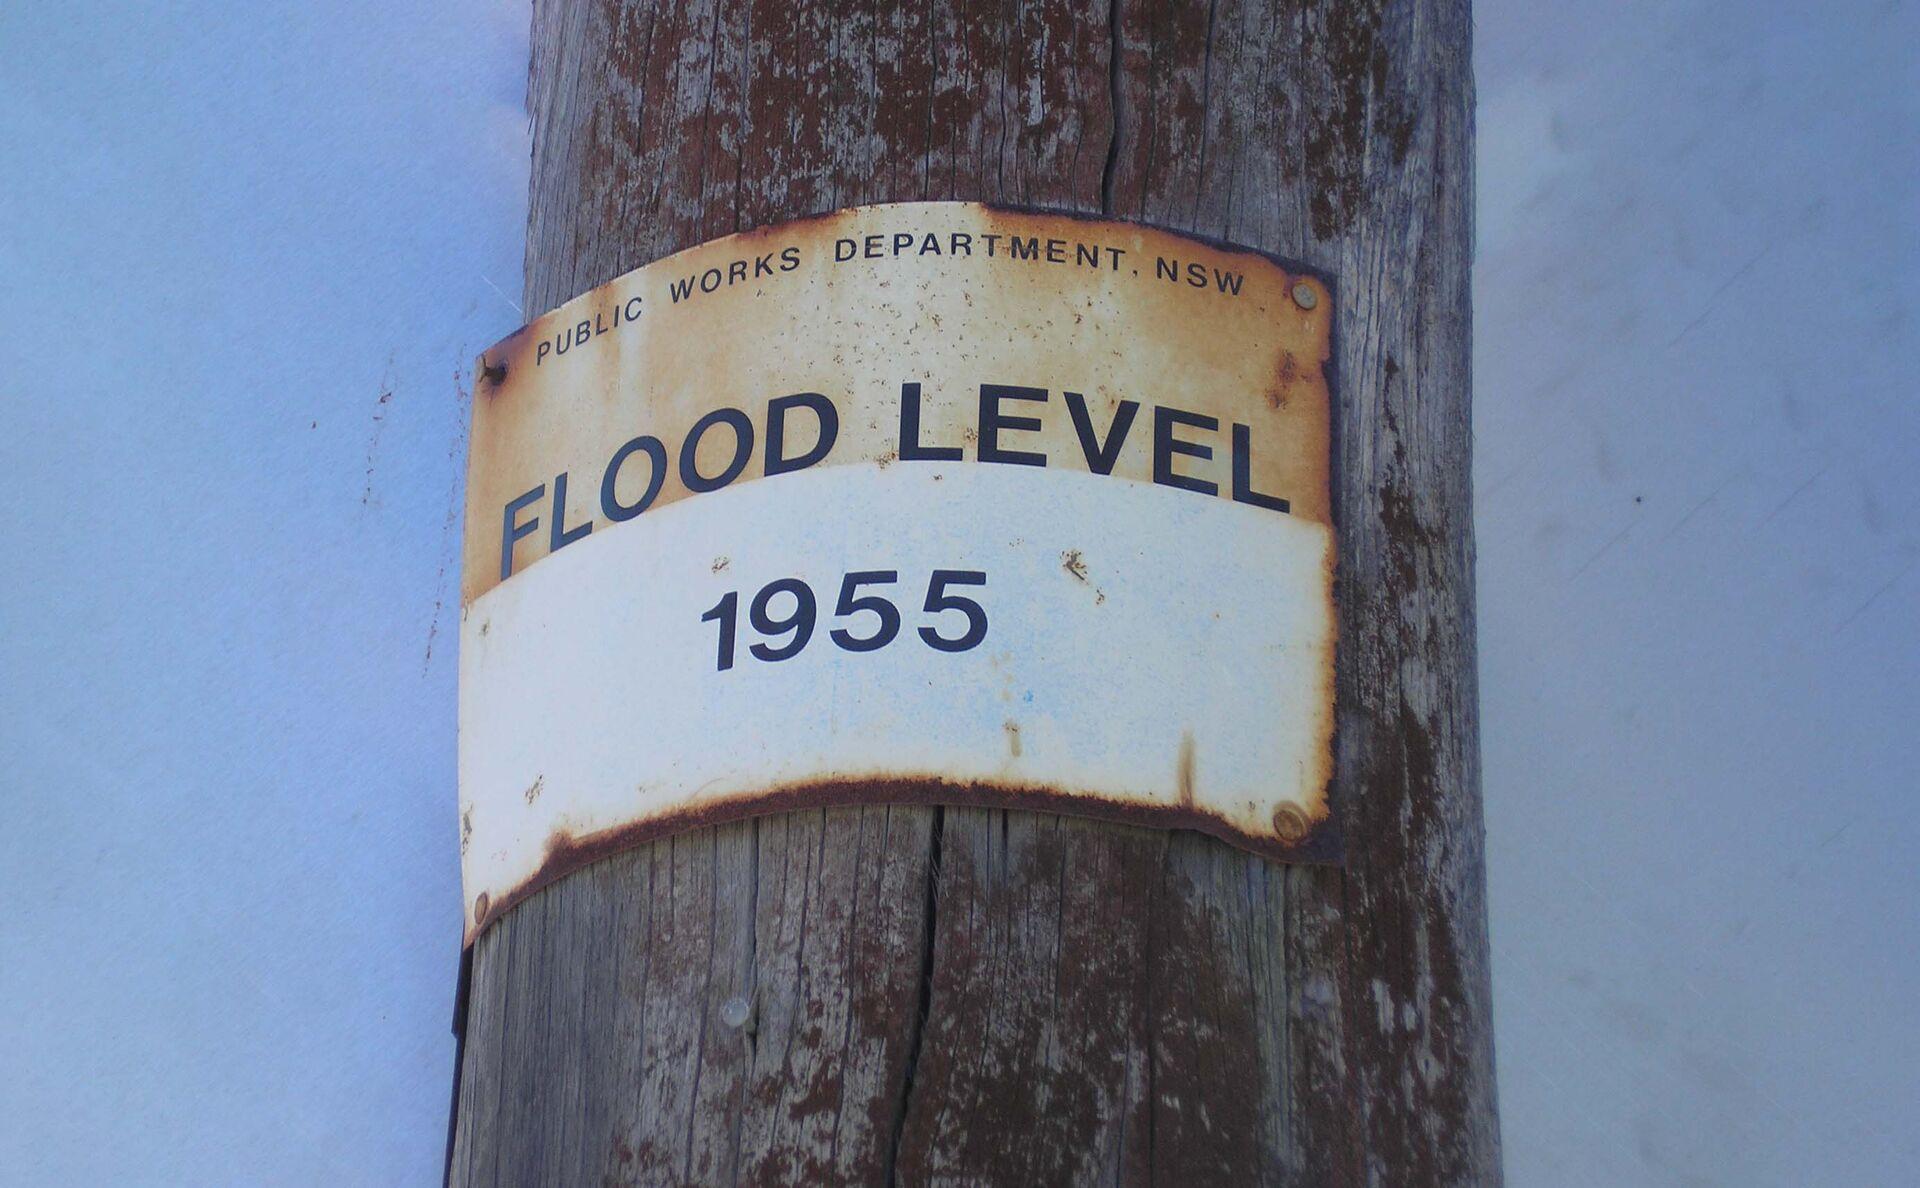 PUBLIC WORKS DEPARTMENT, NSW
FLOOD LEVEL
1955